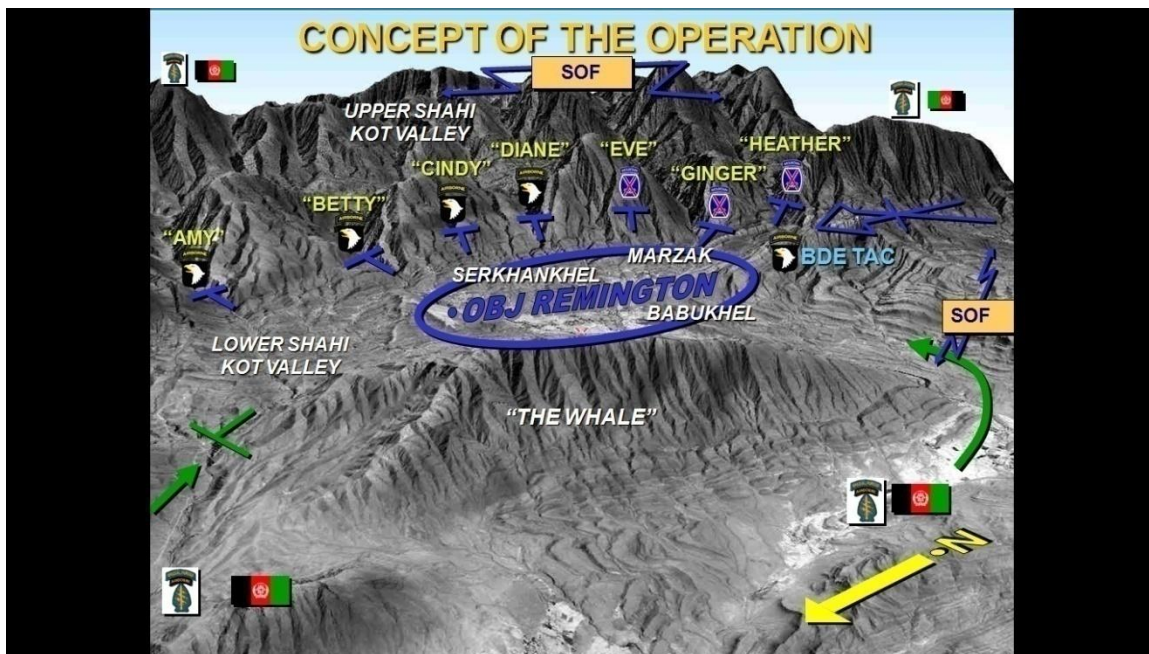 CONCEPT OF THE OPERATION
SOF
UPPER SHAHI
KOT VALLEY
"DIANE"
"EVE"
"HEATHER"
"CINDY"
"GINGER"
"BETTY"
"AMY"
MARZAK
BDE TAC
SERKHANKHEL
• OBJ REMINGTON
BABUKHEL
SOF
LOWER SHAHI
KOT VALLEY
"THE WHALE"
N